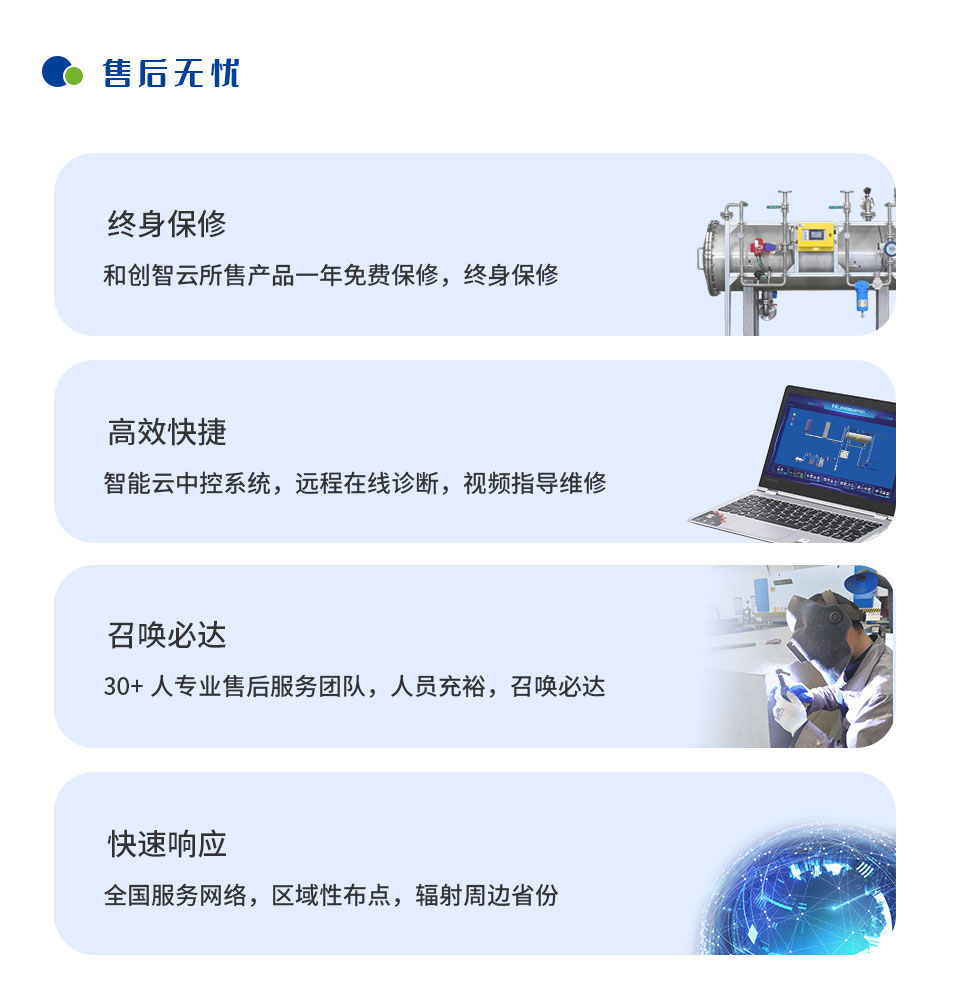 售后无忧
终身保修
和创智云所售产品一年免费保修，终身保修
高效快捷
智能云中控系统，远程在线诊断，视频指导维修
召唤必达
30+ 人专业售后服务团队，人员充裕，召唤必达
快速响应
全国服务网络，区域性布点，辐射周边省份